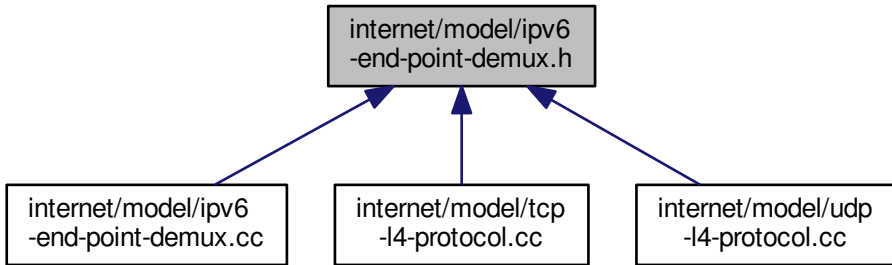 internet/model/ipv6
-end-point-demux.h
internet/model/ipv6
-end-point-demux.cc
internet/model/tcp
-l4-protocol.cc
internet/model/udp
-l4-protocol.cc